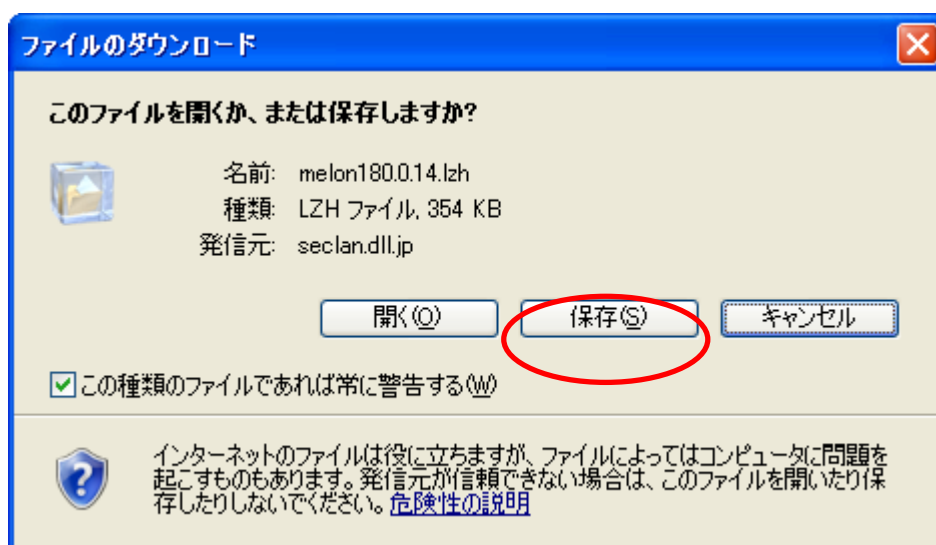 ファイルのダウンロード
このファイルを開くか、または保存しますか?
名前: melon180.0.14.lzh
種類: LZH ファイル, 354 KB
発信元: seclan.dll.jp
開く(O) 保存(S) キャンセル
この種類のファイルであれば常に警告する(W)
インターネットのファイルは役に立ちますが、ファイルによってはコンピュータに問題を
起こすものもあります。発信元が信頼できない場合は、このファイルを開いたり保
存したりしないでください。危険性の説明